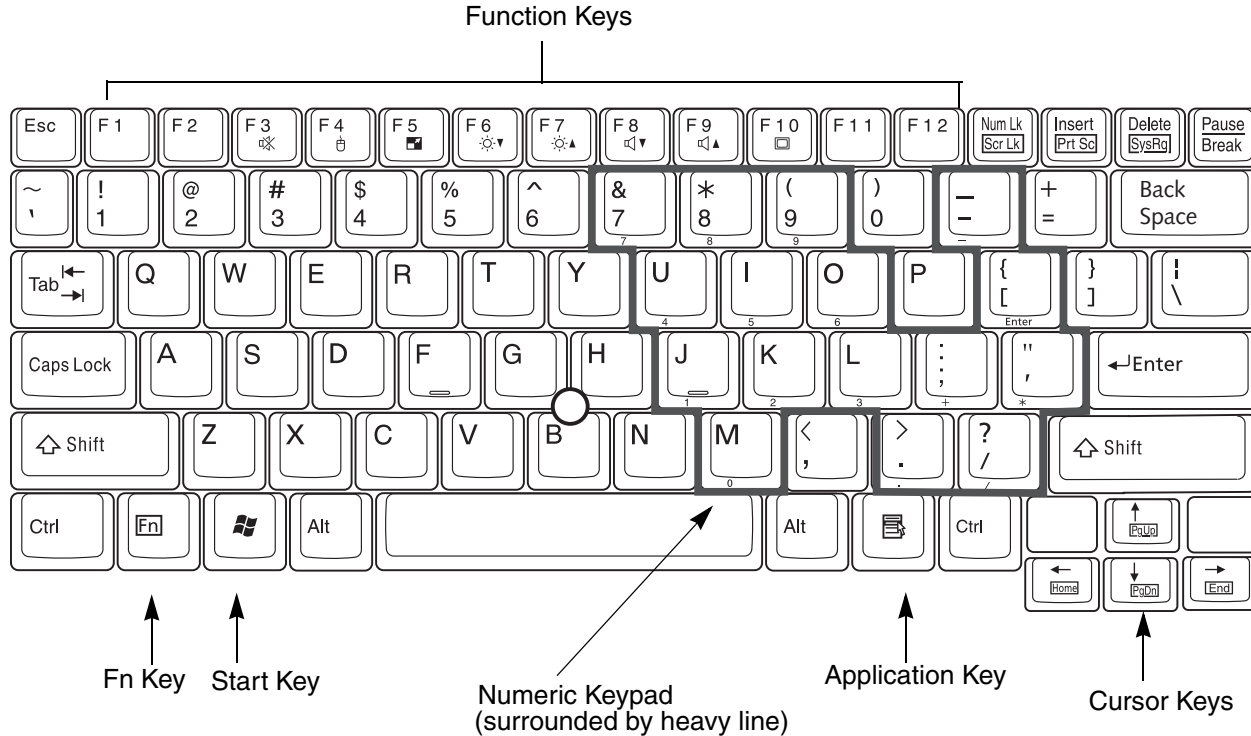 Function Keys
Esc F1 F2 F3 F4 F5 F6 F7 F8 F9 F10 F11 F12 Num Lk Insert Delete Pause
Scr Lk Prt Sc SysRq Break
~ ! @ # $ % ^ & * ( ) — + Back
` 1 2 3 4 5 6 7 8 9 0 - = Space
7 8 9 –
Tab Q W E R T Y U I O P { } ¦
[ ] \
4 5 6 Enter
Caps Lock A S D F G H J K L : " Enter
; '
1 2 3 + *
Shift Z X C V B N M < > ? Shift
, . /
0 . /
Ctrl Fn Alt Alt Ctrl PgUp
Home PgDn End
Fn Key Start Key Application Key
Numeric Keypad Cursor Keys
(surrounded by heavy line)